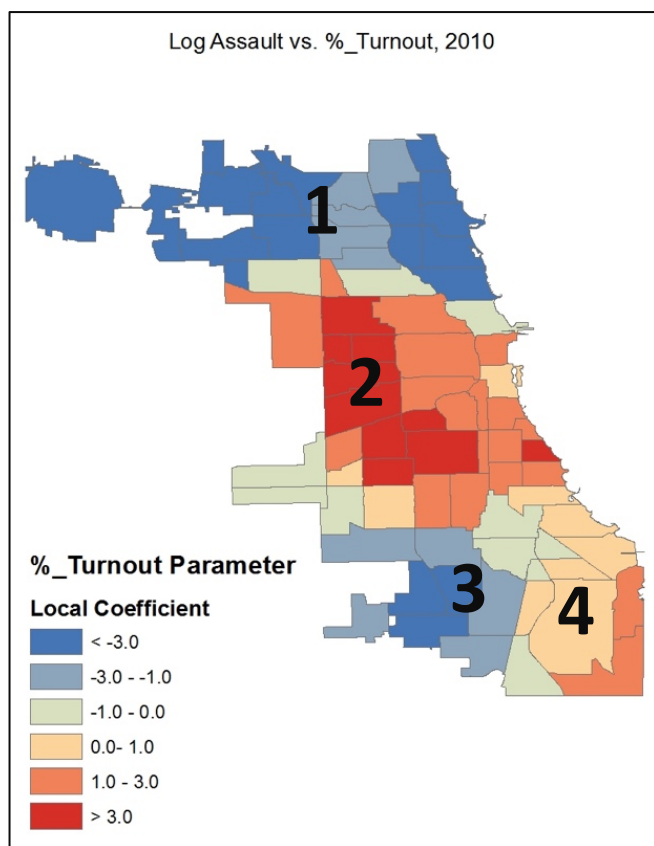 Log Assault vs. %_Turnout, 2010
1
2
3
4
%_Turnout Parameter
Local Coefficient
< -3.0
-3.0 - -1.0
-1.0 - 0.0
0.0- 1.0
1.0 - 3.0
> 3.0